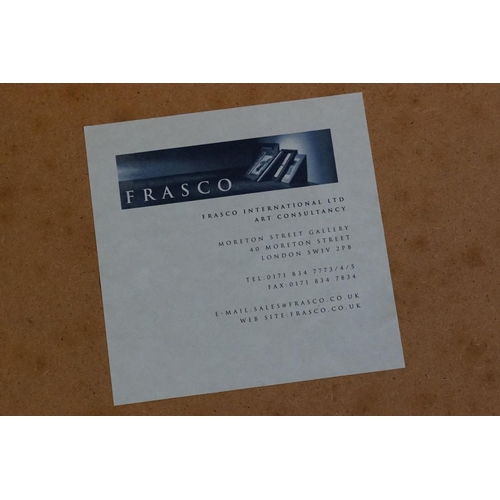 FRASCO
FRASCO INTERNATIONAL LTD
ART CONSULTANCY
MORETON STREET GALLERY
40 MORETON STREET
LONDON SW1V 2PB
TEL:0171 834 7773/4/5
FAX:0171 834 7834
E-MAIL:SALES@FRASCO.CO.UK
WEB SITE:FRASCO.CO.UK